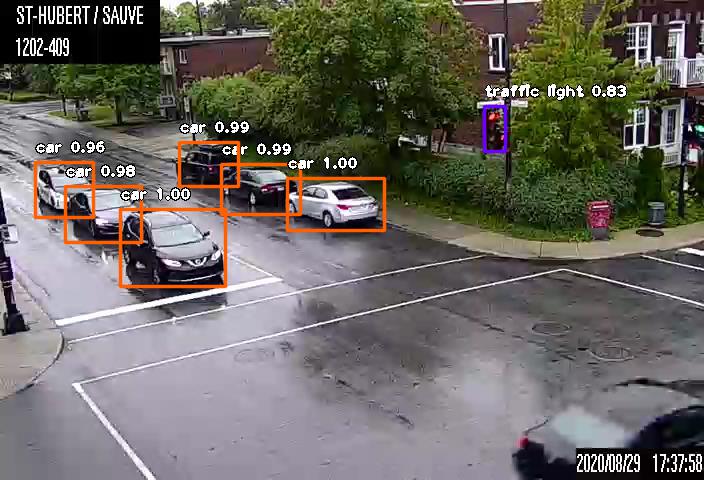 ST-HUBERT / SAUVE
1202-409
traffic light 0.83
car 0.99
car 0.96
car 0.99
car 1.00
car 0.98
car 1.00
2020/08/29 17:37:58